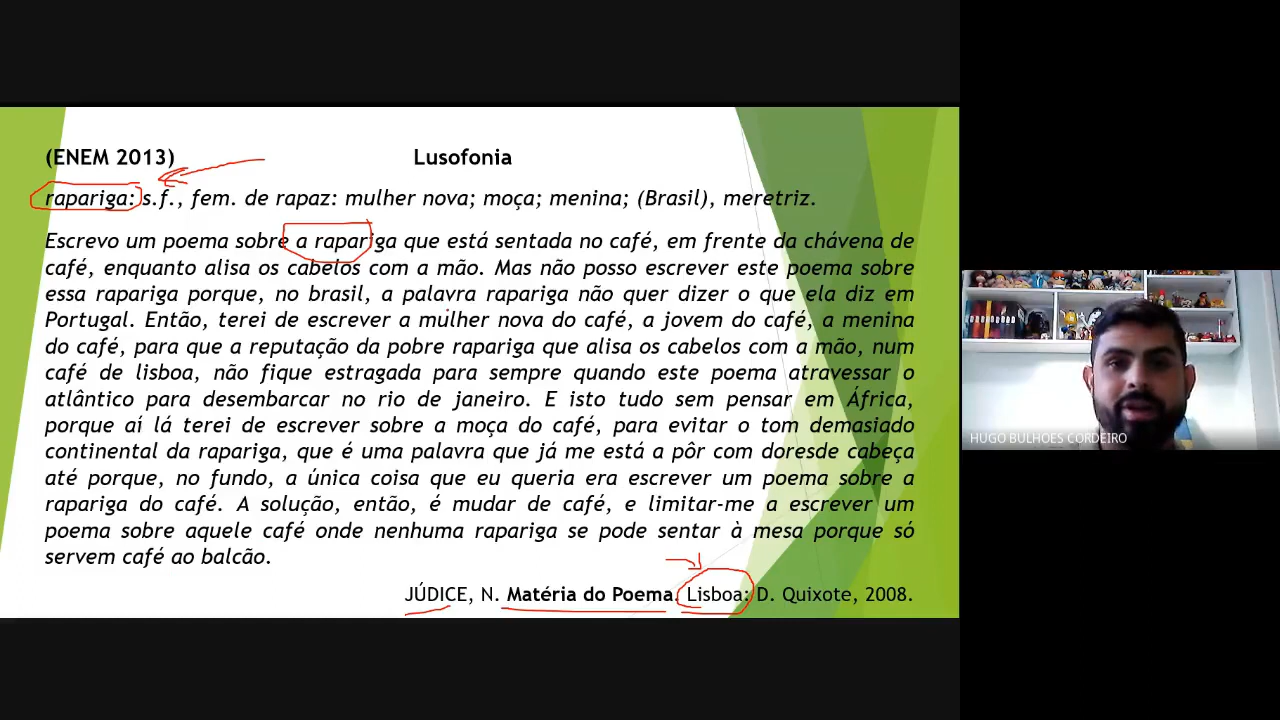 (ENEM 2013) Lusofonia
rapariga: s.f., fem. de rapaz: mulher nova; moça; menina; (Brasil), meretriz.
Escrevo um poema sobre a rapariga que está sentada no café, em frente da chávena de
café, enquanto alisa os cabelos com a mão. Mas não posso escrever este poema sobre
essa rapariga porque, no brasil, a palavra rapariga não quer dizer o que ela diz em
Portugal. Então, terei de escrever a mulher nova do café, a jovem do café, a menina
do café, para que a reputação da pobre rapariga que alisa os cabelos com a mão, num
café de lisboa, não fique estragada para sempre quando este poema atravessar o
atlântico para desembarcar no rio de janeiro. E isto tudo sem pensar em África,
porque aí lá terei de escrever sobre a moça do café, para evitar o tom demasiado
continental da rapariga, que é uma palavra que já me está a pôr com doresde cabeça
até porque, no fundo, a única coisa que eu queria era escrever um poema sobre a
rapariga do café. A solução, então, é mudar de café, e limitar-me a escrever um
poema sobre aquele café onde nenhuma rapariga se pode sentar à mesa porque só
servem café ao balcão.
JÚDICE, N. Matéria do Poema. Lisboa: D. Quixote, 2008.
HUGO BULHOES CORDEIRO